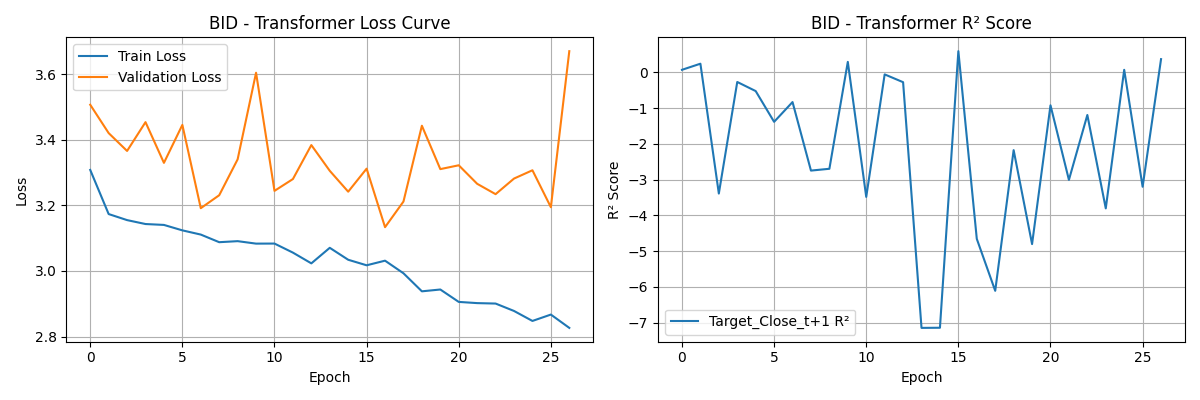 BID - Transformer Loss Curve
Train Loss
Validation Loss
3.6
3.4
3.2
3.0
2.8
Loss
0 5 10 15 20 25
Epoch
BID - Transformer R² Score
0
−1
−2
−3
−4
−5
−6
−7
R² Score
Target_Close_t+1 R²
0 5 10 15 20 25
Epoch